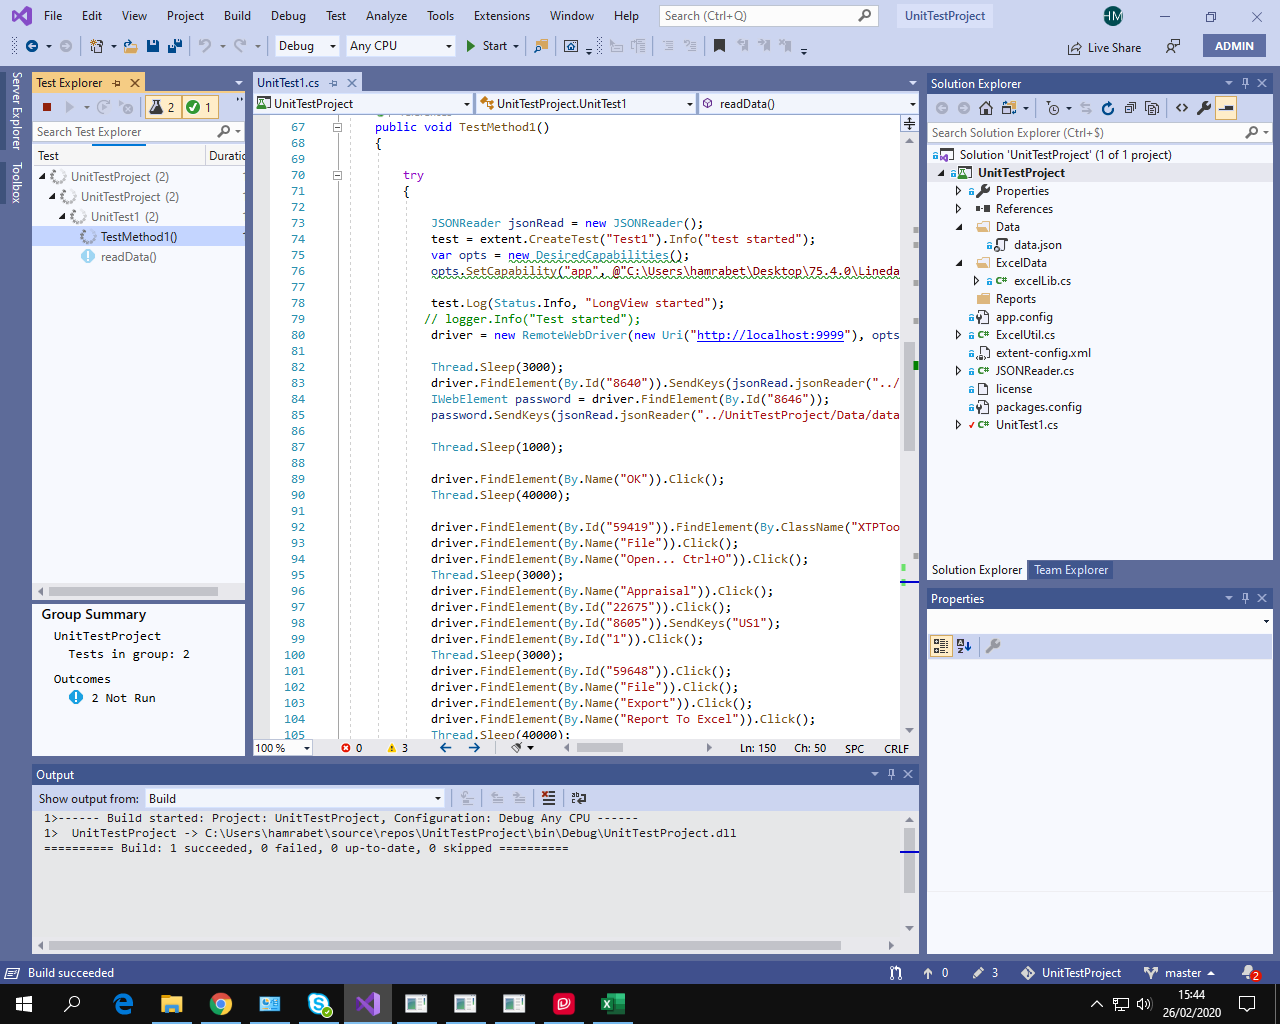 File Edit View Project Build Debug Test Analyze Tools Extensions Window Help Search (Ctrl+Q) UnitTestProject HM
Debug Any CPU Start Live Share ADMIN
Server Explorer
Toolbox
Test Explorer
2 1
Search Test Explorer
Test Duratic
UnitTestProject (2)
UnitTestProject (2)
UnitTest1 (2)
TestMethod1()
readData()
Group Summary
UnitTestProject
Tests in group: 2
Outcomes
2 Not Run
UnitTest1.cs
UnitTestProject UnitTestProject.UnitTest1 readData()
67 public void TestMethod1()
68 {
69
70 try
71 {
72
73 JSONReader jsonRead = new JSONReader();
74 test = extent.CreateTest("Test1").Info("test started");
75 var opts = new DesiredCapabilities();
76 opts.SetCapability("app", @"C:\Users\hamrabet\Desktop\75.4.0\Lineda
77
78 test.Log(Status.Info, "LongView started");
79 // logger.Info("Test started");
80 driver = new RemoteWebDriver(new Uri("http://localhost:9999"), opts
81
82 Thread.Sleep(3000);
83 driver.FindElement(By.Id("8640")).SendKeys(jsonRead.jsonReader("../
84 IWebElement password = driver.FindElement(By.Id("8646"));
85 password.SendKeys(jsonRead.jsonReader("../UnitTestProject/Data/data
86
87 Thread.Sleep(1000);
88
89 driver.FindElement(By.Name("OK")).Click();
90 Thread.Sleep(40000);
91
92 driver.FindElement(By.Id("59419")).FindElement(By.ClassName("XTPToo
93 driver.FindElement(By.Name("File")).Click();
94 driver.FindElement(By.Name("Open... Ctrl+O")).Click();
95 Thread.Sleep(3000);
96 driver.FindElement(By.Name("Appraisal")).Click();
97 driver.FindElement(By.Id("22675")).Click();
98 driver.FindElement(By.Id("8605")).SendKeys("US1");
99 driver.FindElement(By.Id("1")).Click();
100 Thread.Sleep(3000);
101 driver.FindElement(By.Id("59648")).Click();
102 driver.FindElement(By.Name("File")).Click();
103 driver.FindElement(By.Name("Export")).Click();
104 driver.FindElement(By.Name("Report To Excel")).Click();
105 Thread.Sleep(40000);
100 % 0 3 Ln: 150 Ch: 50 SPC CRLF
Solution Explorer
Search Solution Explorer (Ctrl+$)
Solution 'UnitTestProject' (1 of 1 project)
UnitTestProject
Properties
References
Data
data.json
ExcelData
excelLib.cs
Reports
app.config
ExcelUtil.cs
extent-config.xml
JSONReader.cs
license
packages.config
UnitTest1.cs
Solution Explorer Team Explorer
Properties
Output
Show output from: Build
1>------ Build started: Project: UnitTestProject, Configuration: Debug Any CPU ------
1>  UnitTestProject -> C:\Users\hamrabet\source\repos\UnitTestProject\bin\Debug\UnitTestProject.dll
========== Build: 1 succeeded, 0 failed, 0 up-to-date, 0 skipped ==========
Build succeeded 0 3 UnitTestProject master 2
15:44
26/02/2020